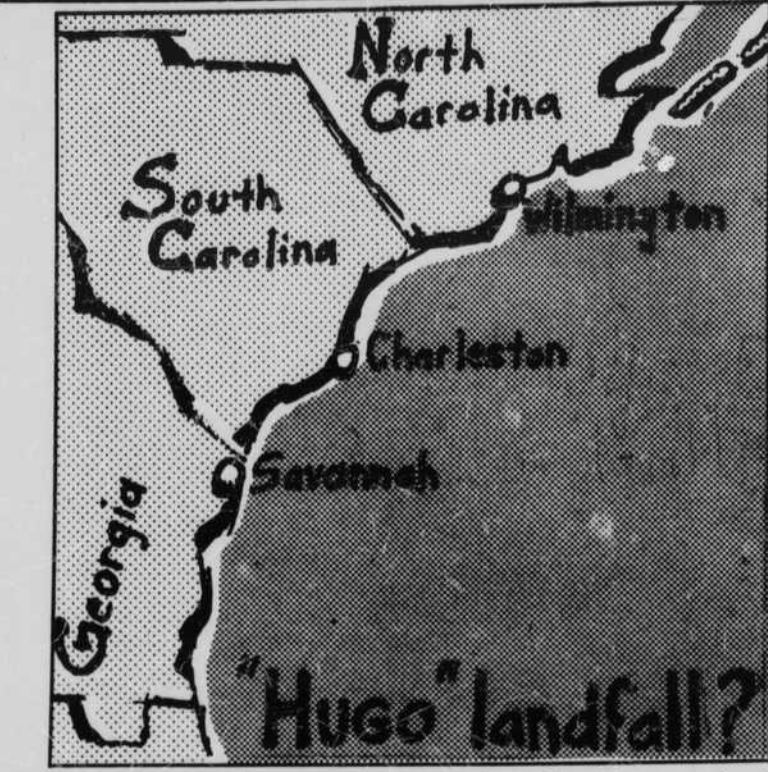 North
Carolina
South
Carolina
Wilmington
Charleston
Savannah
Georgia
"HUGO" landfall?